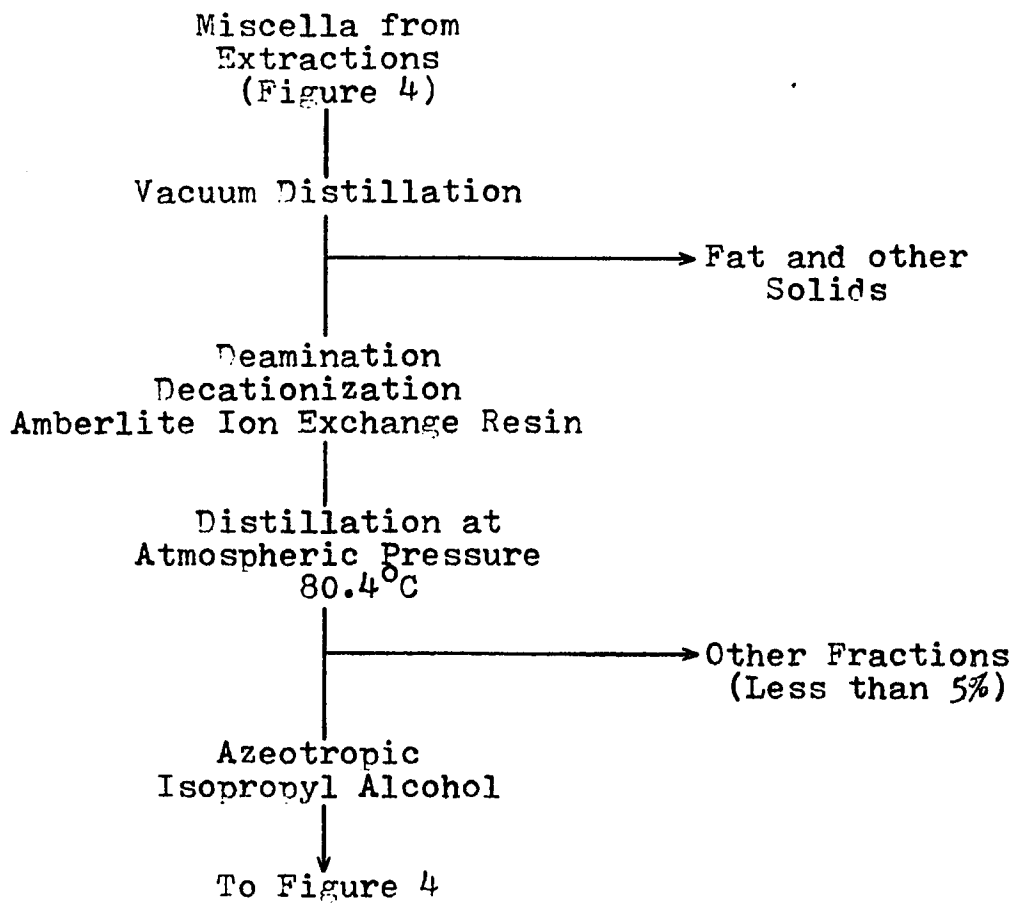 Miscella from
Extractions
(Figure 4)
Vacuum Distillation
Fat and other
Solids
Deamination
Decationization
Amberlite Ion Exchange Resin
Distillation at
Atmospheric Pressure
80.4°C
Other Fractions
(Less than 5%)
Azeotropic
Isopropyl Alcohol
To Figure 4